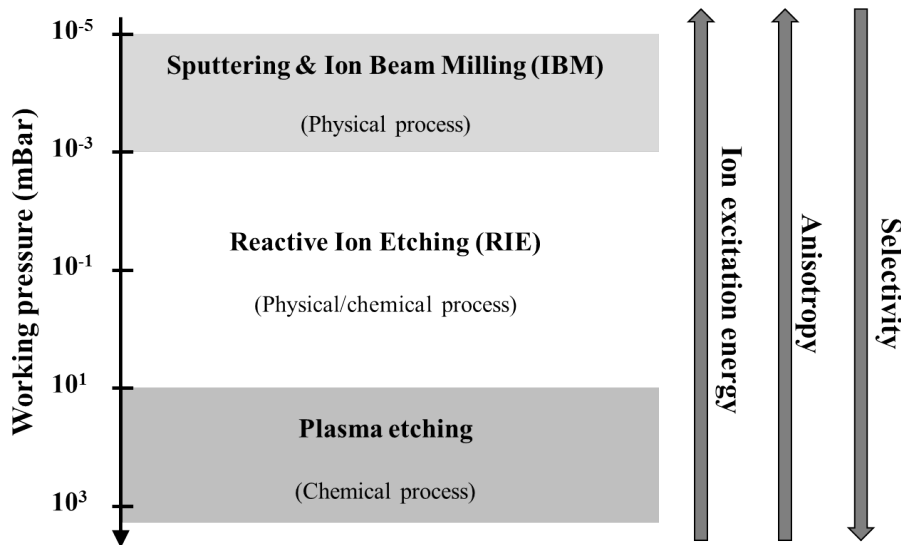 10⁻⁵
Sputtering & Ion Beam Milling (IBM)
(Physical process)
10⁻³
Reactive Ion Etching (RIE)
10⁻¹
(Physical/chemical process)
10¹
Plasma etching
(Chemical process)
10³
Working pressure (mBar)
Ion excitation energy
Anisotropy
Selectivity